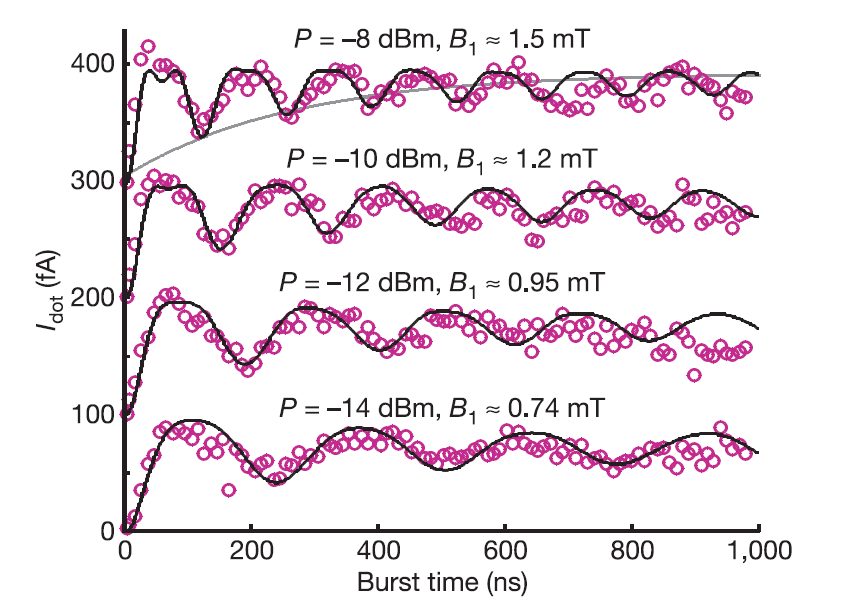 P = –8 dBm, B1 ≈ 1.5 mT
400
P = –10 dBm, B1 ≈ 1.2 mT
300
Idot (fA)
P = –12 dBm, B1 ≈ 0.95 mT
200
P = –14 dBm, B1 ≈ 0.74 mT
100
0
0 200 400 600 800 1,000
Burst time (ns)